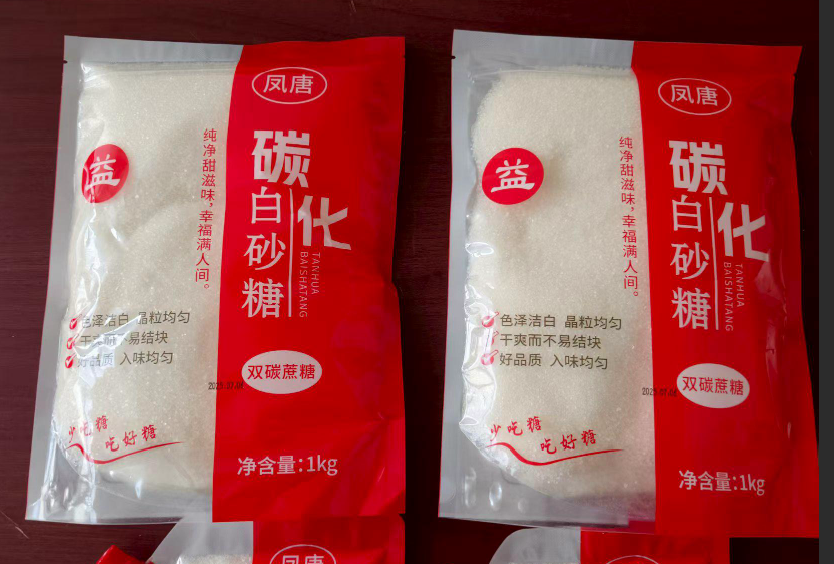 凤唐
碳化
白砂糖
TANHUA
BAISHATANG
纯净甜滋味，幸福满人间。
益
色泽洁白 晶粒均匀
干爽而不易结块
好品质 入味均匀
双碳蔗糖
少吃糖
吃好糖
净含量：1kg
凤唐
碳化
白砂糖
TANHUA
BAISHATANG
纯净甜滋味，幸福满人间。
益
色泽洁白 晶粒均匀
干爽而不易结块
好品质 入味均匀
双碳蔗糖
少吃糖
吃好糖
净含量：1kg
凤唐